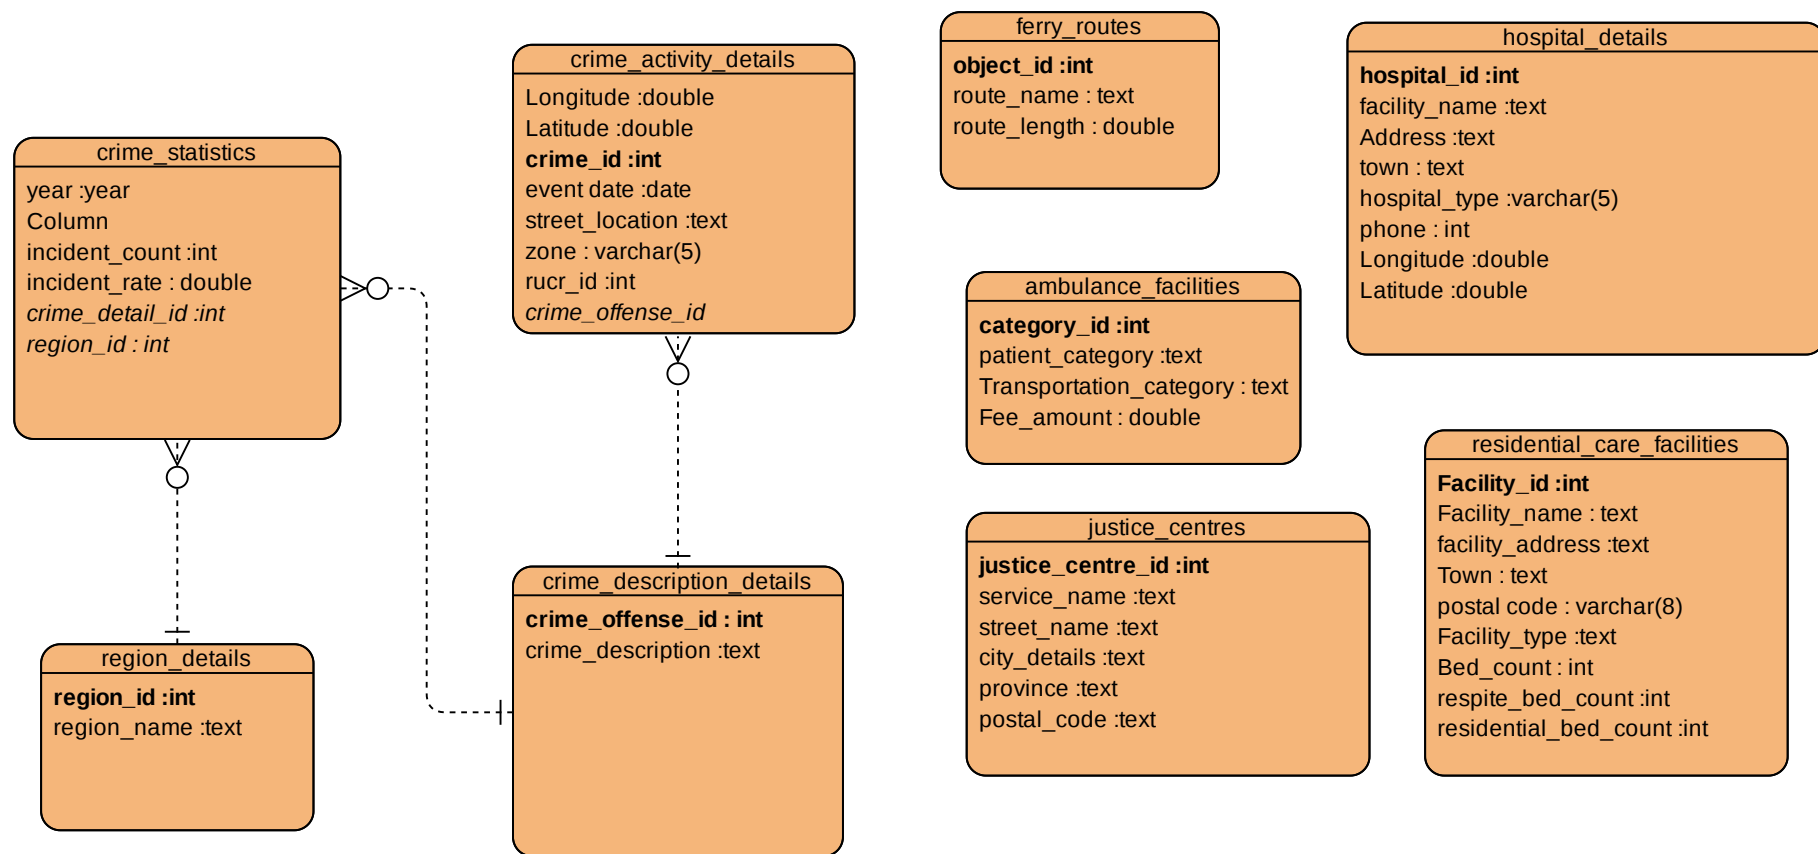 crime_statistics
year :year
Column
incident_count :int
incident_rate : double
crime_detail_id :int
region_id : int
region_details
region_id :int
region_name :text
crime_activity_details
Longitude :double
Latitude :double
crime_id :int
event date :date
street_location :text
zone : varchar(5)
rucr_id :int
crime_offense_id
crime_description_details
crime_offense_id : int
crime_description :text
ferry_routes
object_id :int
route_name : text
route_length : double
ambulance_facilities
category_id :int
patient_category :text
Transportation_category : text
Fee_amount : double
justice_centres
justice_centre_id :int
service_name :text
street_name :text
city_details :text
province :text
postal_code :text
hospital_details
hospital_id :int
facility_name :text
Address :text
town : text
hospital_type :varchar(5)
phone : int
Longitude :double
Latitude :double
residential_care_facilities
Facility_id :int
Facility_name : text
facility_address :text
Town : text
postal code : varchar(8)
Facility_type :text
Bed_count : int
respite_bed_count :int
residential_bed_count :int